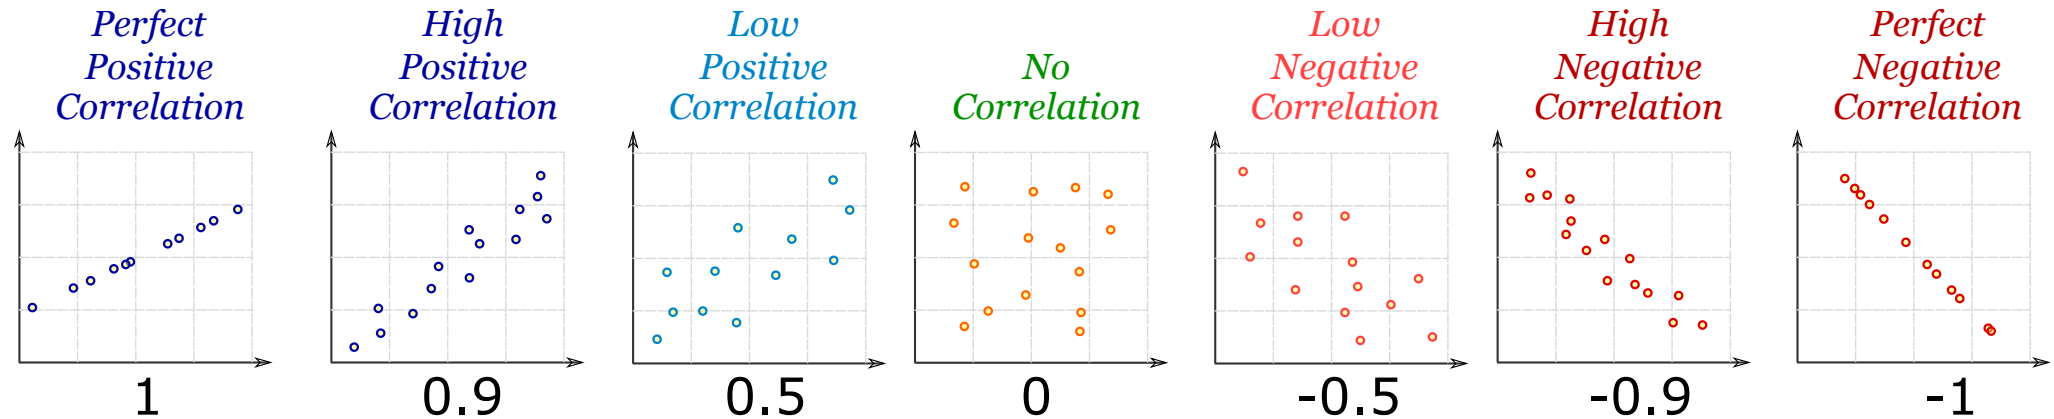 Perfect
Positive
Correlation
High
Positive
Correlation
Low
Positive
Correlation
No
Correlation
Low
Negative
Correlation
High
Negative
Correlation
Perfect
Negative
Correlation
1
0.9
0.5
0
-0.5
-0.9
-1